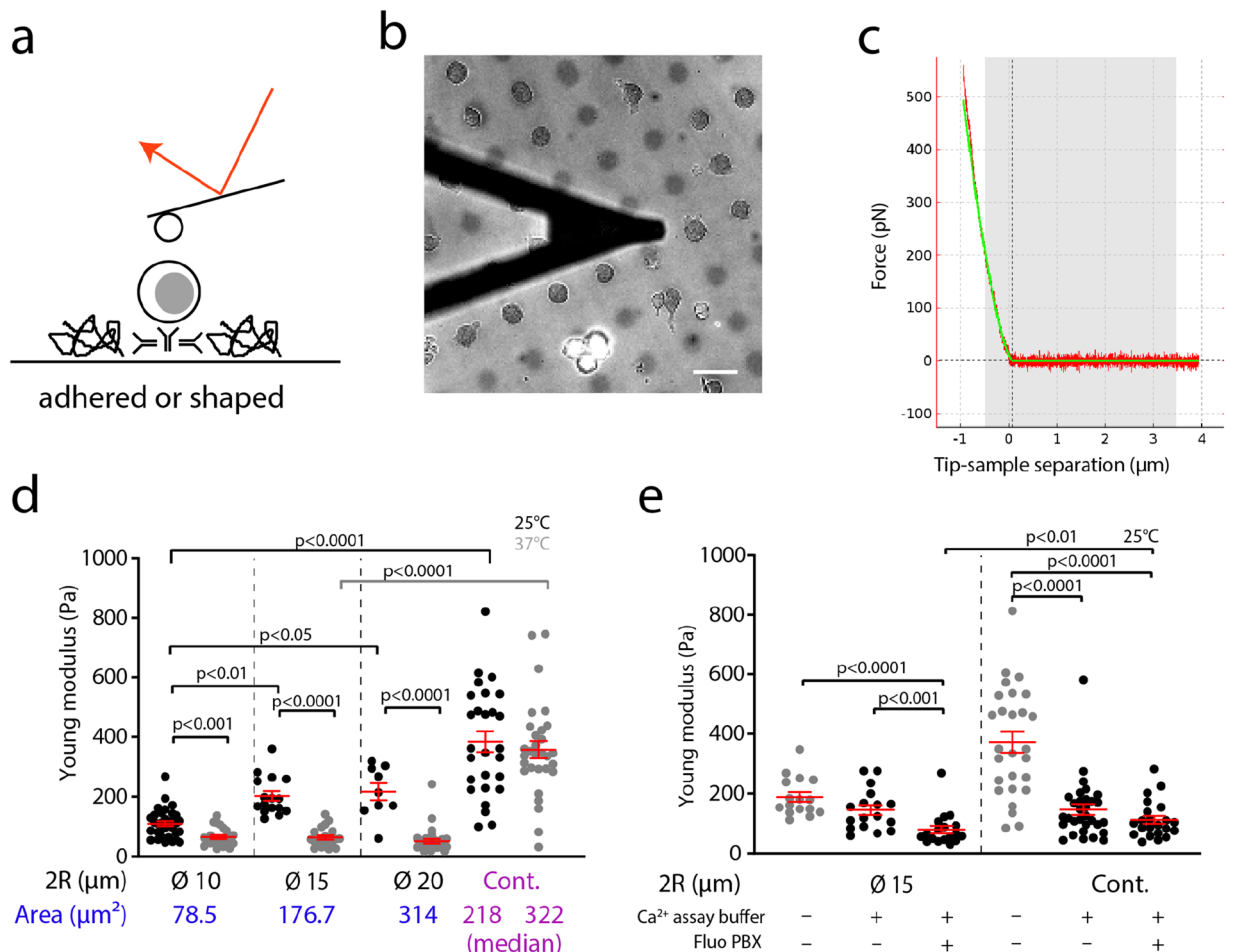 a
adhered or shaped
b
c
500
400
300
200
100
0
-100
Force (pN)
-1 0 1 2 3 4
Tip-sample separation (μm)
d
25°C
37°C
p<0.0001
p<0.0001
p<0.05
p<0.01
p<0.0001
p<0.0001
p<0.001
1000
800
600
400
200
0
Young modulus (Pa)
2R (μm) Ø 10 Ø 15 Ø 20 Cont.
Area (μm²) 78.5 176.7 314 218 322
(median)
e
p<0.01 25°C
p<0.0001
p<0.0001
p<0.0001
p<0.001
1000
800
600
400
200
0
Young modulus (Pa)
2R (μm) Ø 15 Cont.
Ca²⁺ assay buffer − + + − + +
Fluo PBX − − + − − +